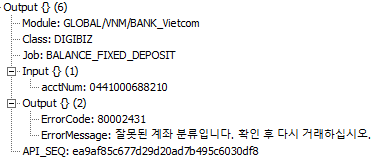 Output {} (6)
Module: GLOBAL/VNM/BANK_Vietcom
Class: DIGIBIZ
Job: BALANCE_FIXED_DEPOSIT
Input {} (1)
acctNum: 0441000688210
Output {} (2)
ErrorCode: 80002431
ErrorMessage: 잘못된 계좌 분류입니다. 확인 후 다시 거래하십시오.
API_SEQ: ea9af85c677d29d20ad7b495c6030df8